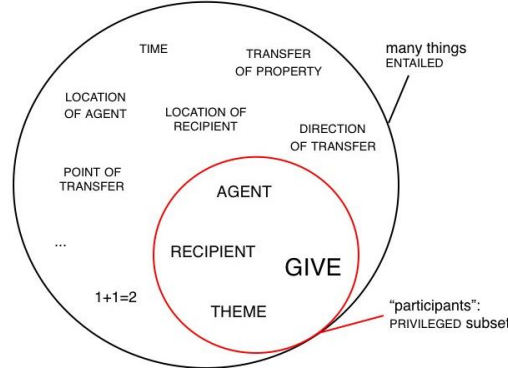 TIME
TRANSFER
OF PROPERTY
many things
ENTAILED
LOCATION
OF AGENT
LOCATION OF
RECIPIENT
DIRECTION
OF TRANSFER
POINT OF
TRANSFER
AGENT
...
RECIPIENT
GIVE
1+1=2
THEME
“participants”:
PRIVILEGED subset